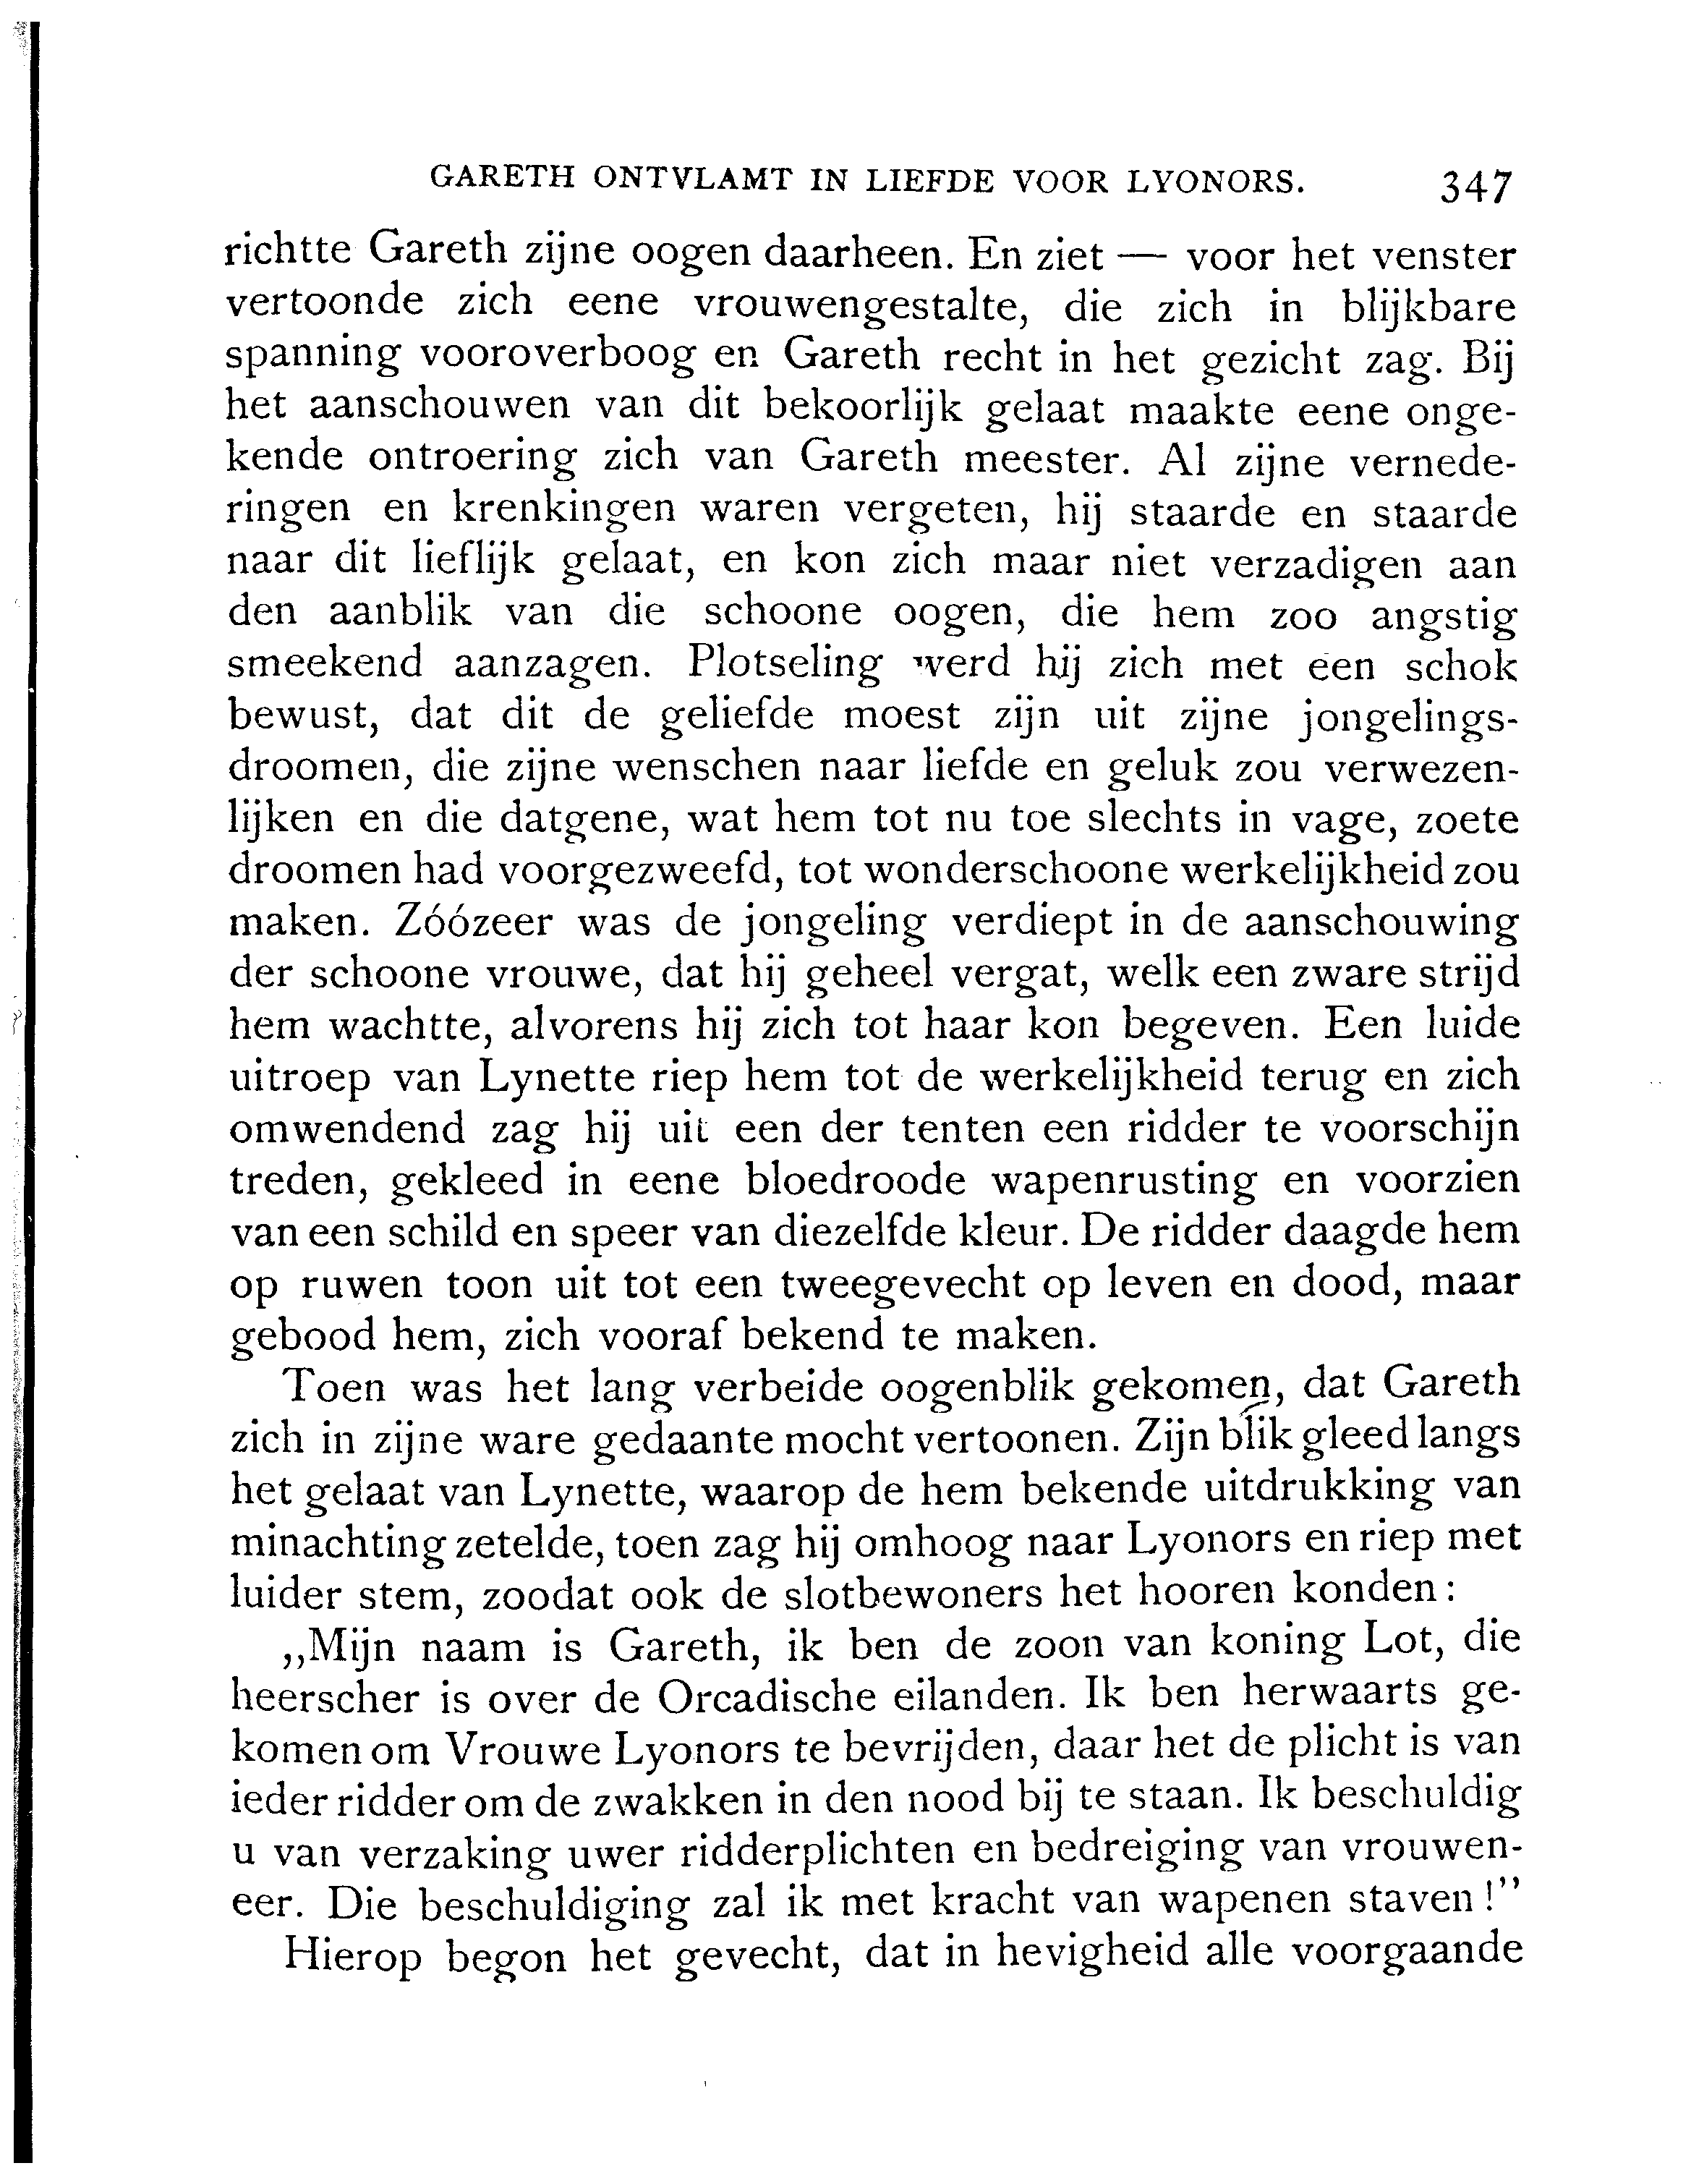 GARETH ONTVLAMT IN LIEFDE VOOR LYONORS. 347
richtte Gareth zijne oogen daarheen. En ziet — voor het venster
vertoonde zich eene vrouwengestalte, die zich in blijkbare
spanning vooroverboog en Gareth recht in het gezicht zag. Bij
het aanschouwen van dit bekoorlijk gelaat maakte eene onge-
kende ontroering zich van Gareth meester. Al zijne vernede-
ringen en krenkingen waren vergeten, hij staarde en staarde
naar dit lieflijk gelaat, en kon zich maar niet verzadigen aan
den aanblik van die schoone oogen, die hem zoo angstig
smeekend aanzagen. Plotseling werd hij zich met een schok
bewust, dat dit de geliefde moest zijn uit zijne jongelings-
droomen, die zijne wenschen naar liefde en geluk zou verwezen-
lijken en die datgene, wat hem tot nu toe slechts in vage, zoete
droomen had voorgezweefd, tot wonderschoone werkelijkheid zou
maken. Zóózeer was de jongeling verdiept in de aanschouwing
der schoone vrouwe, dat hij geheel vergat, welk een zware strijd
hem wachtte, alvorens hij zich tot haar kon begeven. Een luide
uitroep van Lynette riep hem tot de werkelijkheid terug en zich
omwendend zag hij uit een der tenten een ridder te voorschijn
treden, gekleed in eene bloedroode wapenrusting en voorzien
van een schild en speer van diezelfde kleur. De ridder daagde hem
op ruwen toon uit tot een tweegevecht op leven en dood, maar
gebood hem, zich vooraf bekend te maken.
Toen was het lang verbeide oogenblik gekomen, dat Gareth
zich in zijne ware gedaante mocht vertoonen. Zijn blik gleed langs
het gelaat van Lynette, waarop de hem bekende uitdrukking van
minachting zetelde, toen zag hij omhoog naar Lyonors en riep met
luider stem, zoodat ook de slotbewoners het hooren konden:
„Mijn naam is Gareth, ik ben de zoon van koning Lot, die
heerscher is over de Orcadische eilanden. Ik ben herwaarts ge-
komen om Vrouwe Lyonors te bevrijden, daar het de plicht is van
ieder ridder om de zwakken in den nood bij te staan. Ik beschuldig
u van verzaking uwer ridderplichten en bedreiging van vrouwen-
eer. Die beschuldiging zal ik met kracht van wapenen staven!”
Hierop begon het gevecht, dat in hevigheid alle voorgaande